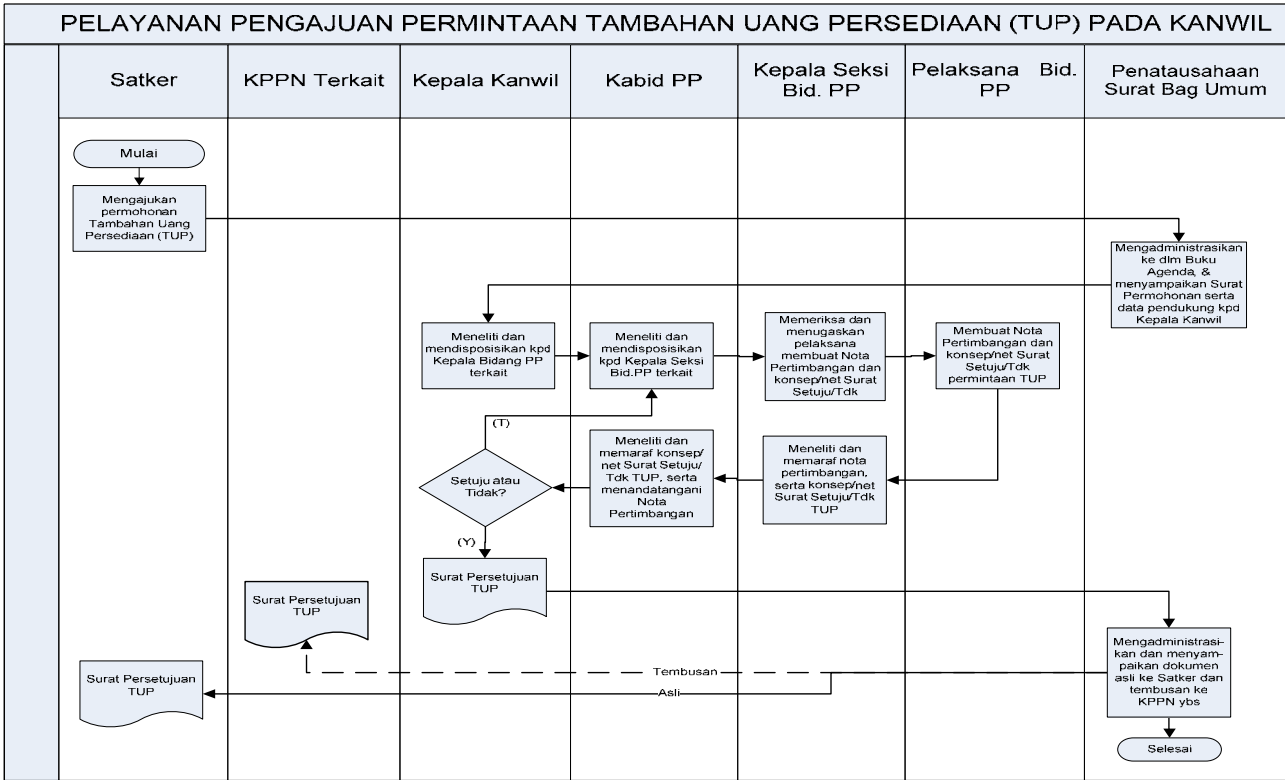 PELAYANAN PENGAJUAN PERMINTAAN TAMBAHAN UANG PERSEDIAAN (TUP) PADA KANWIL
Satker
KPPN Terkait
Kepala Kanwil
Kabid PP
Kepala Seksi
Bid. PP
Pelaksana Bid.
PP
Penatausahaan
Surat Bag Umum
Mulai
Mengajukan
permohonan
Tambahan Uang
Persediaan (TUP)
Mengadministrasikan
ke dlm Buku
Agenda, &
menyampaikan Surat
Permohonan serta
data pendukung kpd
Kepala Kanwil
Meneliti dan
mendisposisikan kpd
Kepala Bidang PP
terkait
Meneliti dan
mendisposisikan
kpd Kepala Seksi
Bid.PP terkait
Memeriksa dan
menugaskan
pelaksana
membuat Nota
Pertimbangan dan
konsep/net Surat
Setuju/Tdk
Membuat Nota
Pertimbangan dan
konsep/net Surat
Setuju/Tdk
permintaan TUP
(T)
Setuju atau
Tidak?
(Y)
Meneliti dan
memaraf konsep/
net Surat Setuju/
Tdk TUP, serta
menandatangani
Nota
Pertimbangan
Meneliti dan
memaraf nota
pertimbangan,
serta konsep/net
Surat Setuju/Tdk
TUP
Surat Persetujuan
TUP
Surat Persetujuan
TUP
Surat Persetujuan
TUP
Tembusan
Asli
Mengadministrasi-
kan dan menyam-
paikan dokumen
asli ke Satker dan
tembusan ke
KPPN ybs
Selesai